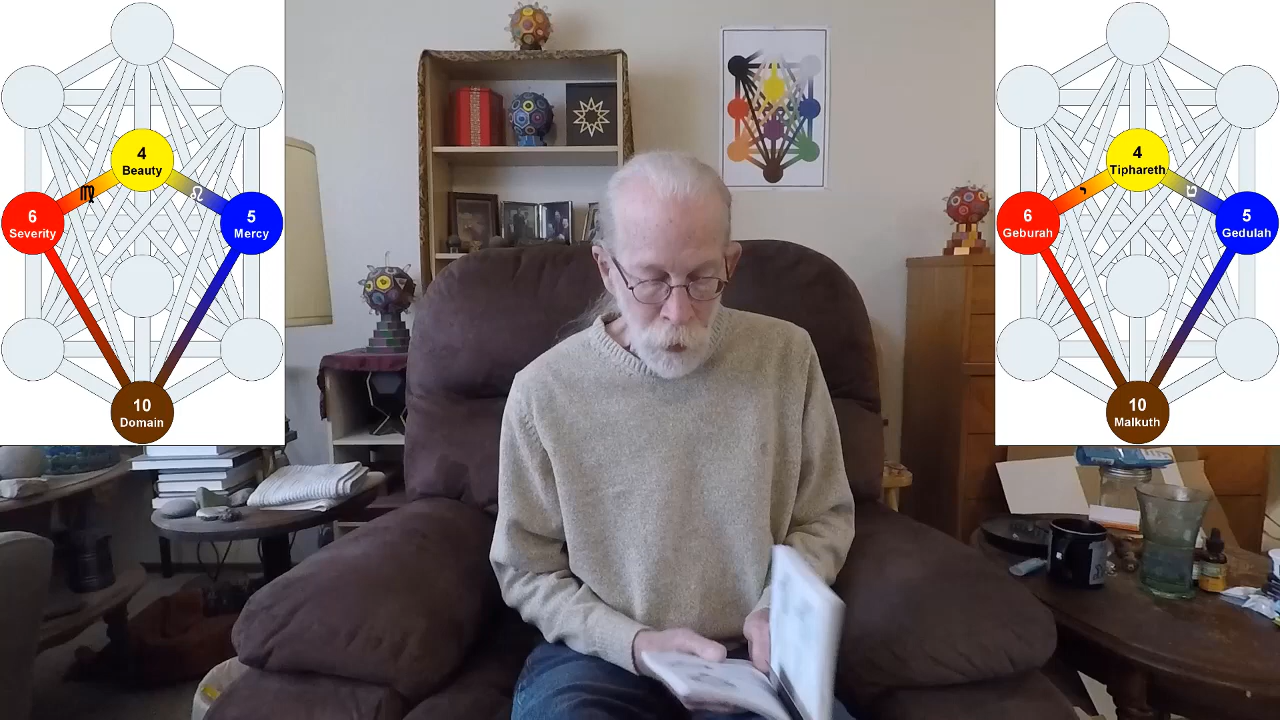 4
Beauty
♍
♌
6
Severity
5
Mercy
10
Domain
4
Tiphareth
י
ט
6
Geburah
5
Gedulah
10
Malkuth